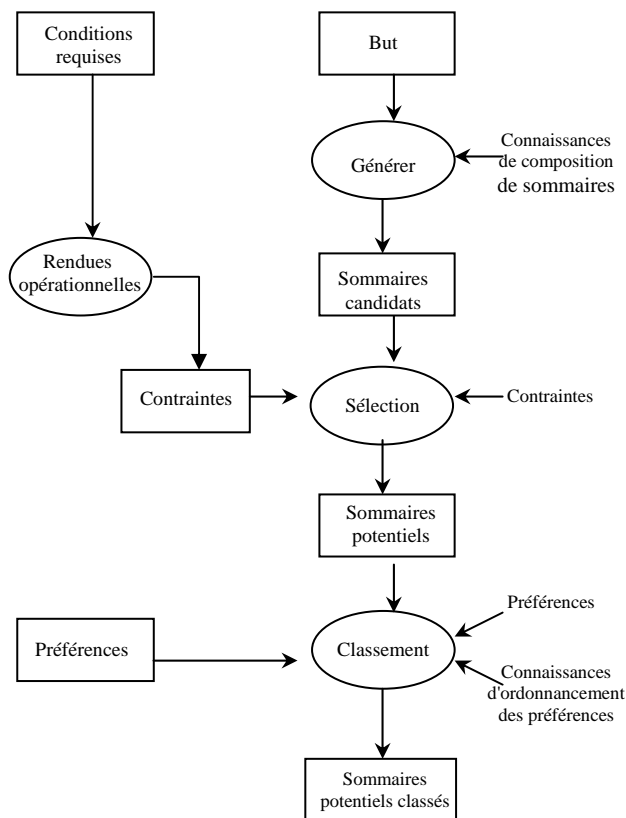 Conditions
requises
But
Générer
Connaissances
de composition
de sommaires
Rendues
opérationnelles
Sommaires
candidats
Contraintes
Sélection
Contraintes
Sommaires
potentiels
Préférences
Préférences
Classement
Connaissances
d'ordonnancement
des préférences
Sommaires
potentiels classés